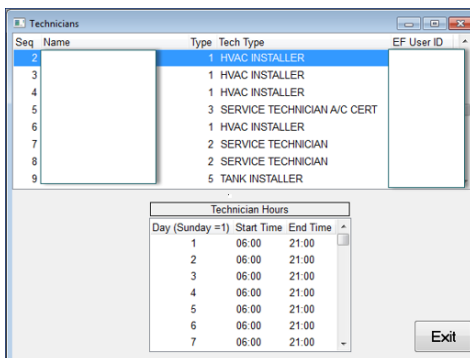 Technicians
Seq Name Type Tech Type EF User ID
2 1 HVAC INSTALLER
3 1 HVAC INSTALLER
4 1 HVAC INSTALLER
5 3 SERVICE TECHNICIAN A/C CERT
6 1 HVAC INSTALLER
7 2 SERVICE TECHNICIAN
8 2 SERVICE TECHNICIAN
9 5 TANK INSTALLER
Technician Hours
Day (Sunday =1) Start Time End Time
1 06:00 21:00
2 06:00 21:00
3 06:00 21:00
4 06:00 21:00
5 06:00 21:00
6 06:00 21:00
7 06:00 21:00
Exit